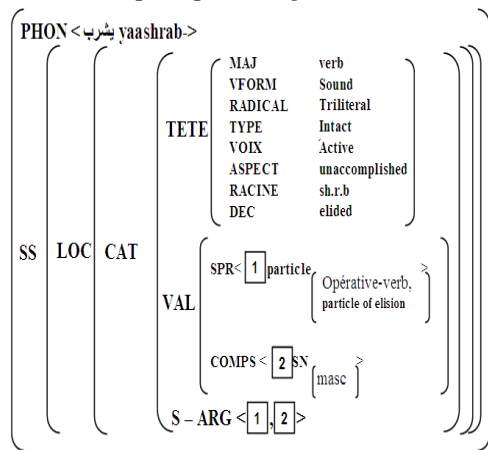 PHON < يشرب yaashrab->
MAJ verb
VFORM Sound
RADICAL Triliteral
TETE TYPE Intact
VOIX Active
ASPECT unaccomplished
RACINE sh.r.b
DEC elided
SS LOC CAT
SPR< 1 particle Opérative-verb, >
particle of elision
VAL
COMPS < 2 SN masc >
S – ARG < 1 , 2 >